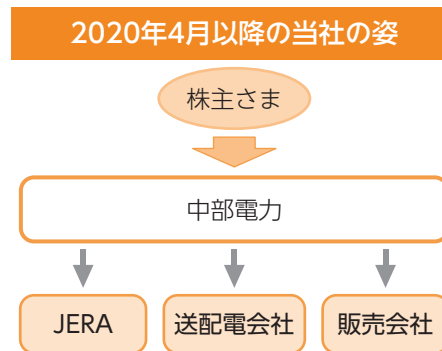 2020年4月以降の当社の姿
株主さま
中部電力
JERA
送配電会社
販売会社